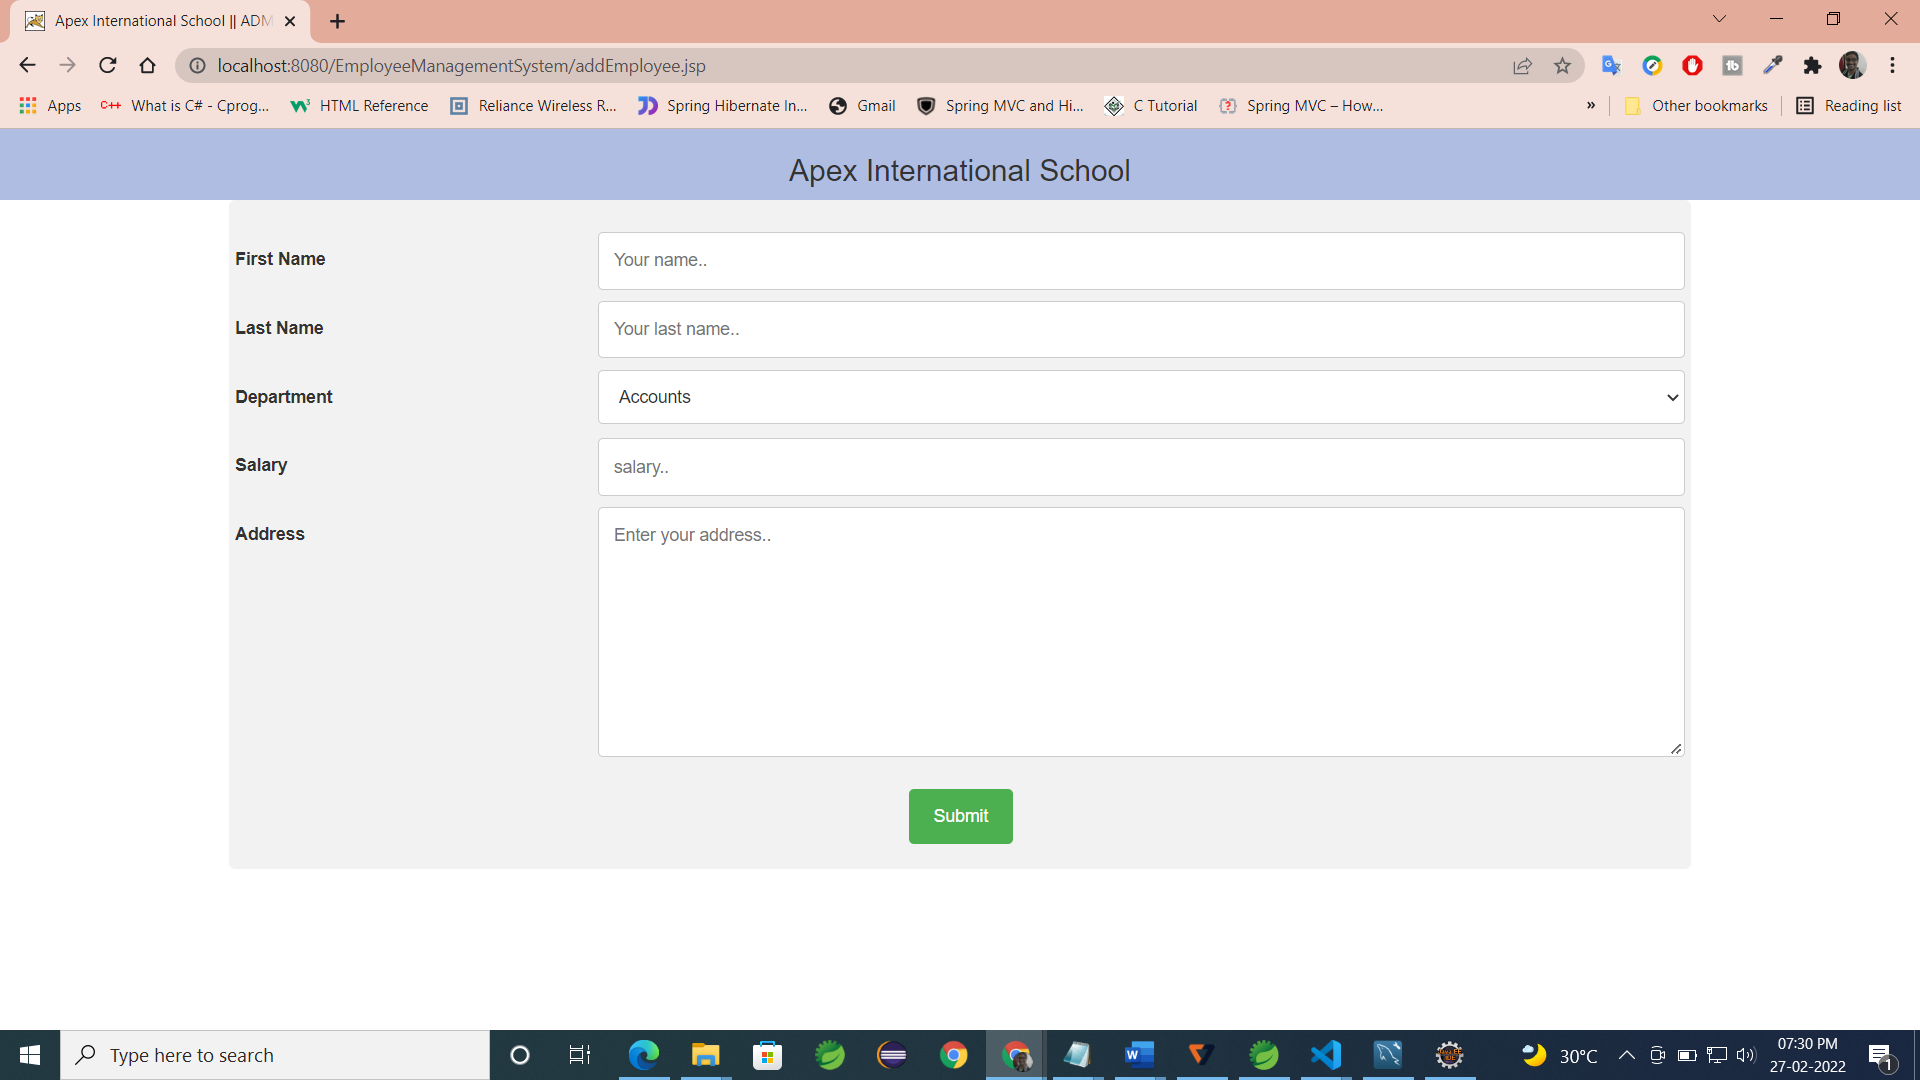 Apex International School || ADM
localhost:8080/EmployeeManagementSystem/addEmployee.jsp
Apps C++ What is C# - Cprog... HTML Reference Reliance Wireless R... Spring Hibernate In... Gmail Spring MVC and Hi... C Tutorial Spring MVC – How... » Other bookmarks Reading list
Apex International School
First Name Your name..
Last Name Your last name..
Department Accounts
Salary salary..
Address Enter your address..
Submit
Type here to search 30°C 07:30 PM
27-02-2022 1